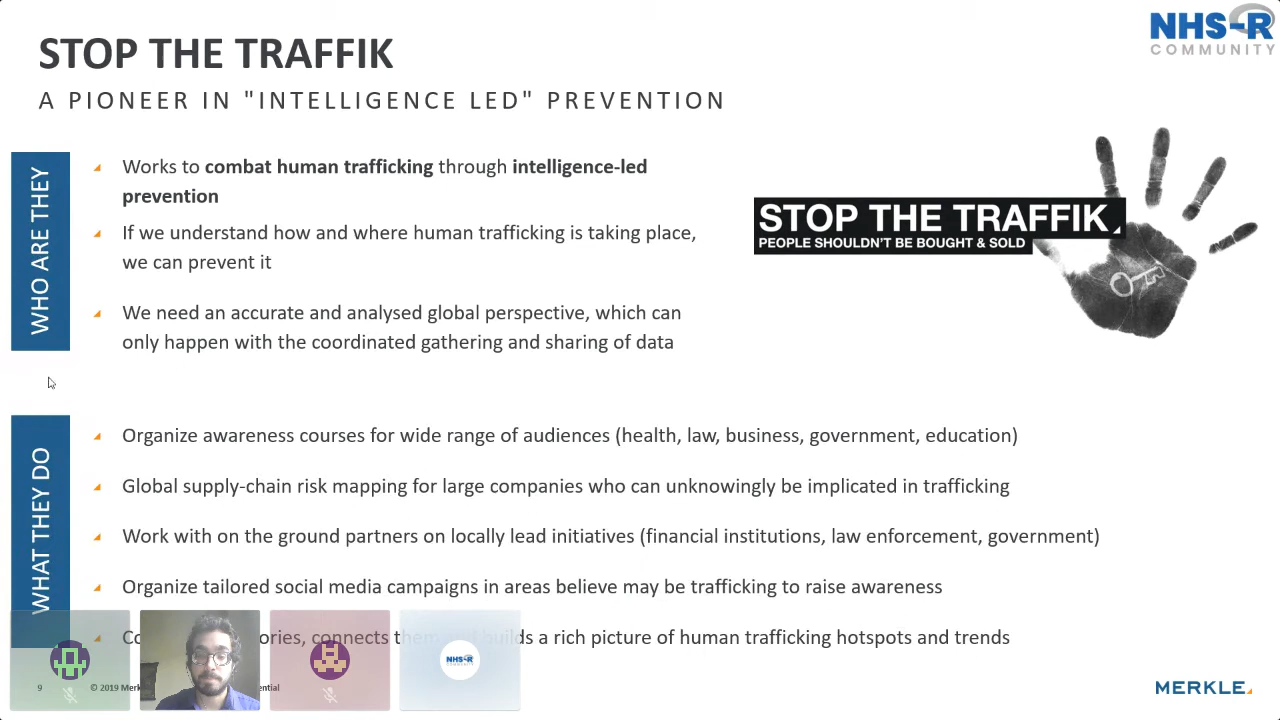 NHS-R
COMMUNITY
STOP THE TRAFFIK
A PIONEER IN "INTELLIGENCE LED" PREVENTION
WHO ARE THEY
Works to combat human trafficking through intelligence-led
prevention
If we understand how and where human trafficking is taking place,
we can prevent it
We need an accurate and analysed global perspective, which can
only happen with the coordinated gathering and sharing of data
STOP THE TRAFFIK
PEOPLE SHOULDN'T BE BOUGHT & SOLD
WHAT THEY DO
Organize awareness courses for wide range of audiences (health, law, business, government, education)
Global supply-chain risk mapping for large companies who can unknowingly be implicated in trafficking
Work with on the ground partners on locally lead initiatives (financial institutions, law enforcement, government)
Organize tailored social media campaigns in areas believe may be trafficking to raise awareness
connects them and builds a rich picture of human trafficking hotspots and trends
NHS-R
COMMUNITY
9
© 2019
MERKLE